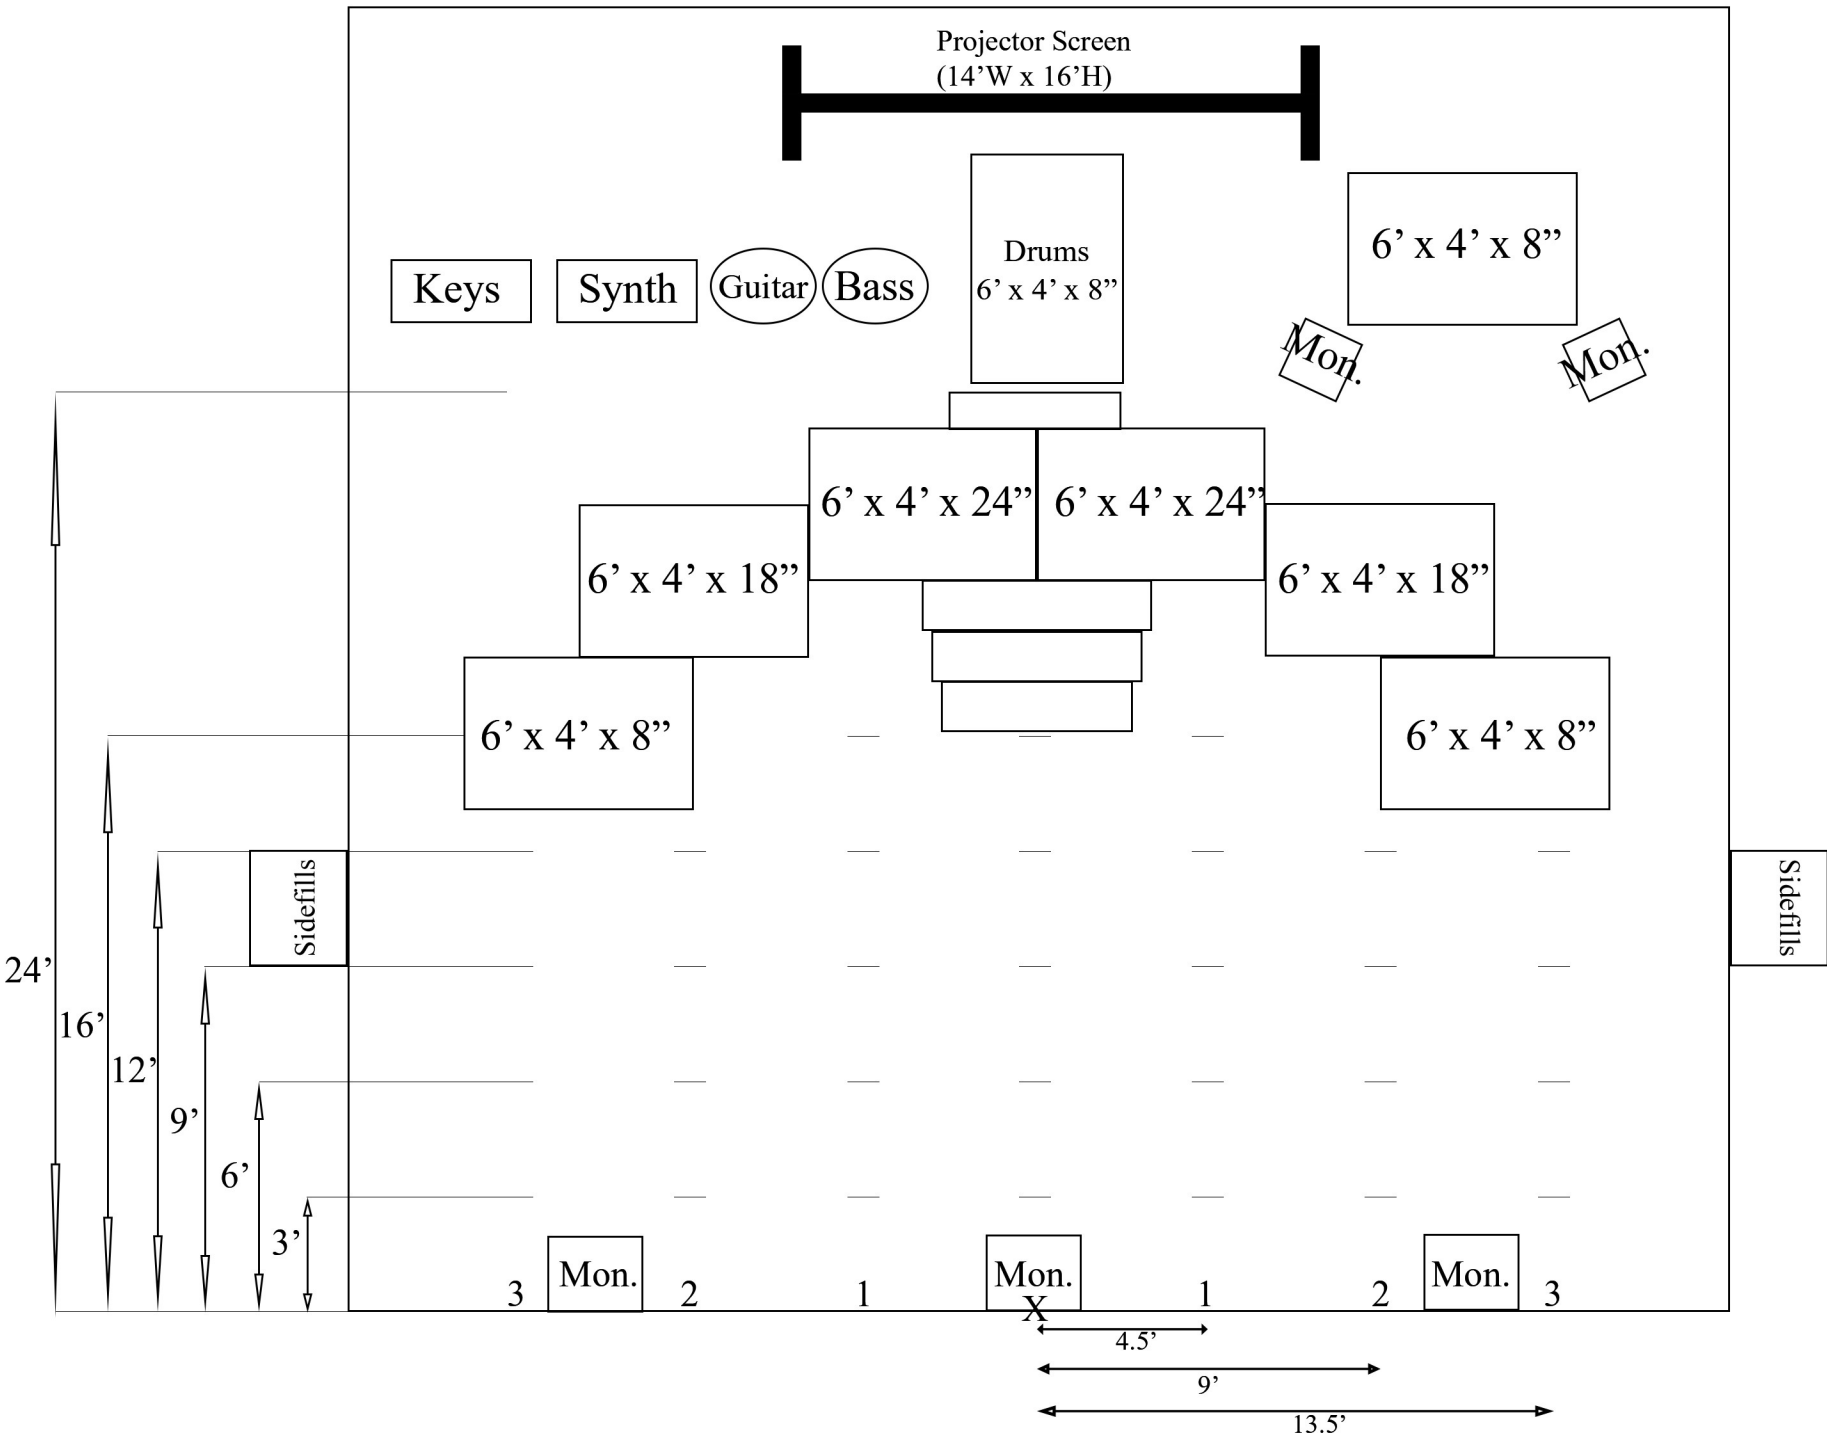 Projector Screen
(14’W x 16’H)
6’ x 4’ x 8”
Drums
6’ x 4’ x 8”
Keys
Synth
Guitar
Bass
Mon.
Mon.
6’ x 4’ x 24”
6’ x 4’ x 24”
6’ x 4’ x 18”
6’ x 4’ x 18”
6’ x 4’ x 8”
6’ x 4’ x 8”
Sidefills
Sidefills
24’
16’
12’
9’
6’
3’
Mon.
Mon.
Mon.
3
2
1
X
1
2
3
4.5’
9’
13.5’